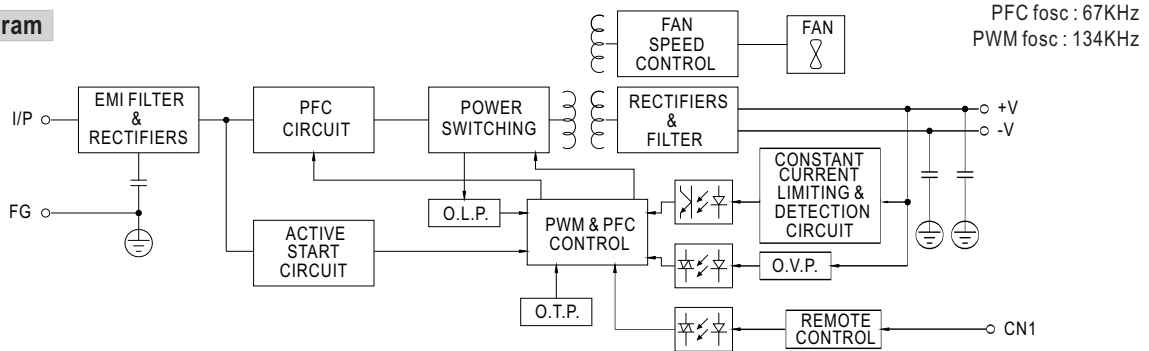 ram
PFC fosc : 67KHz
PWM fosc : 134KHz
FAN
SPEED
CONTROL
FAN
I/P
EMI FILTER
&
RECTIFIERS
PFC
CIRCUIT
POWER
SWITCHING
RECTIFIERS
&
FILTER
+V
-V
FG
ACTIVE
START
CIRCUIT
O.L.P.
PWM & PFC
CONTROL
O.T.P.
CONSTANT
CURRENT
LIMITING &
DETECTION
CIRCUIT
O.V.P.
REMOTE
CONTROL
CN1